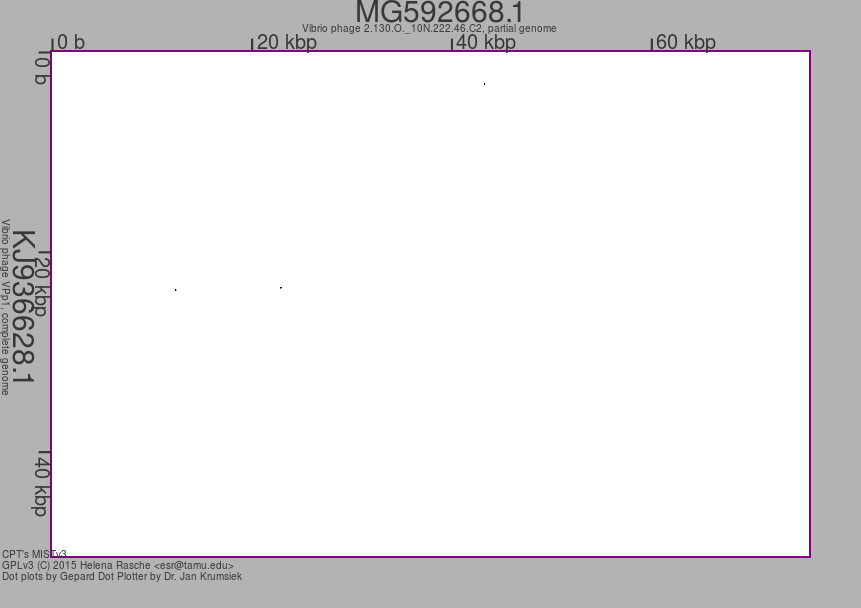 MG592668.1
Vibrio phage 2.130.O._10N.222.46.C2, partial genome
0 b
20 kbp
40 kbp
60 kbp
0 b
20 kbp
40 kbp
KJ936628.1
Vibrio phage VPp1, complete genome
CPT's MISTv3
GPLv3 (C) 2015 Helena Rasche <esr@tamu.edu>
Dot plots by Gepard Dot Plotter by Dr. Jan Krumsiek